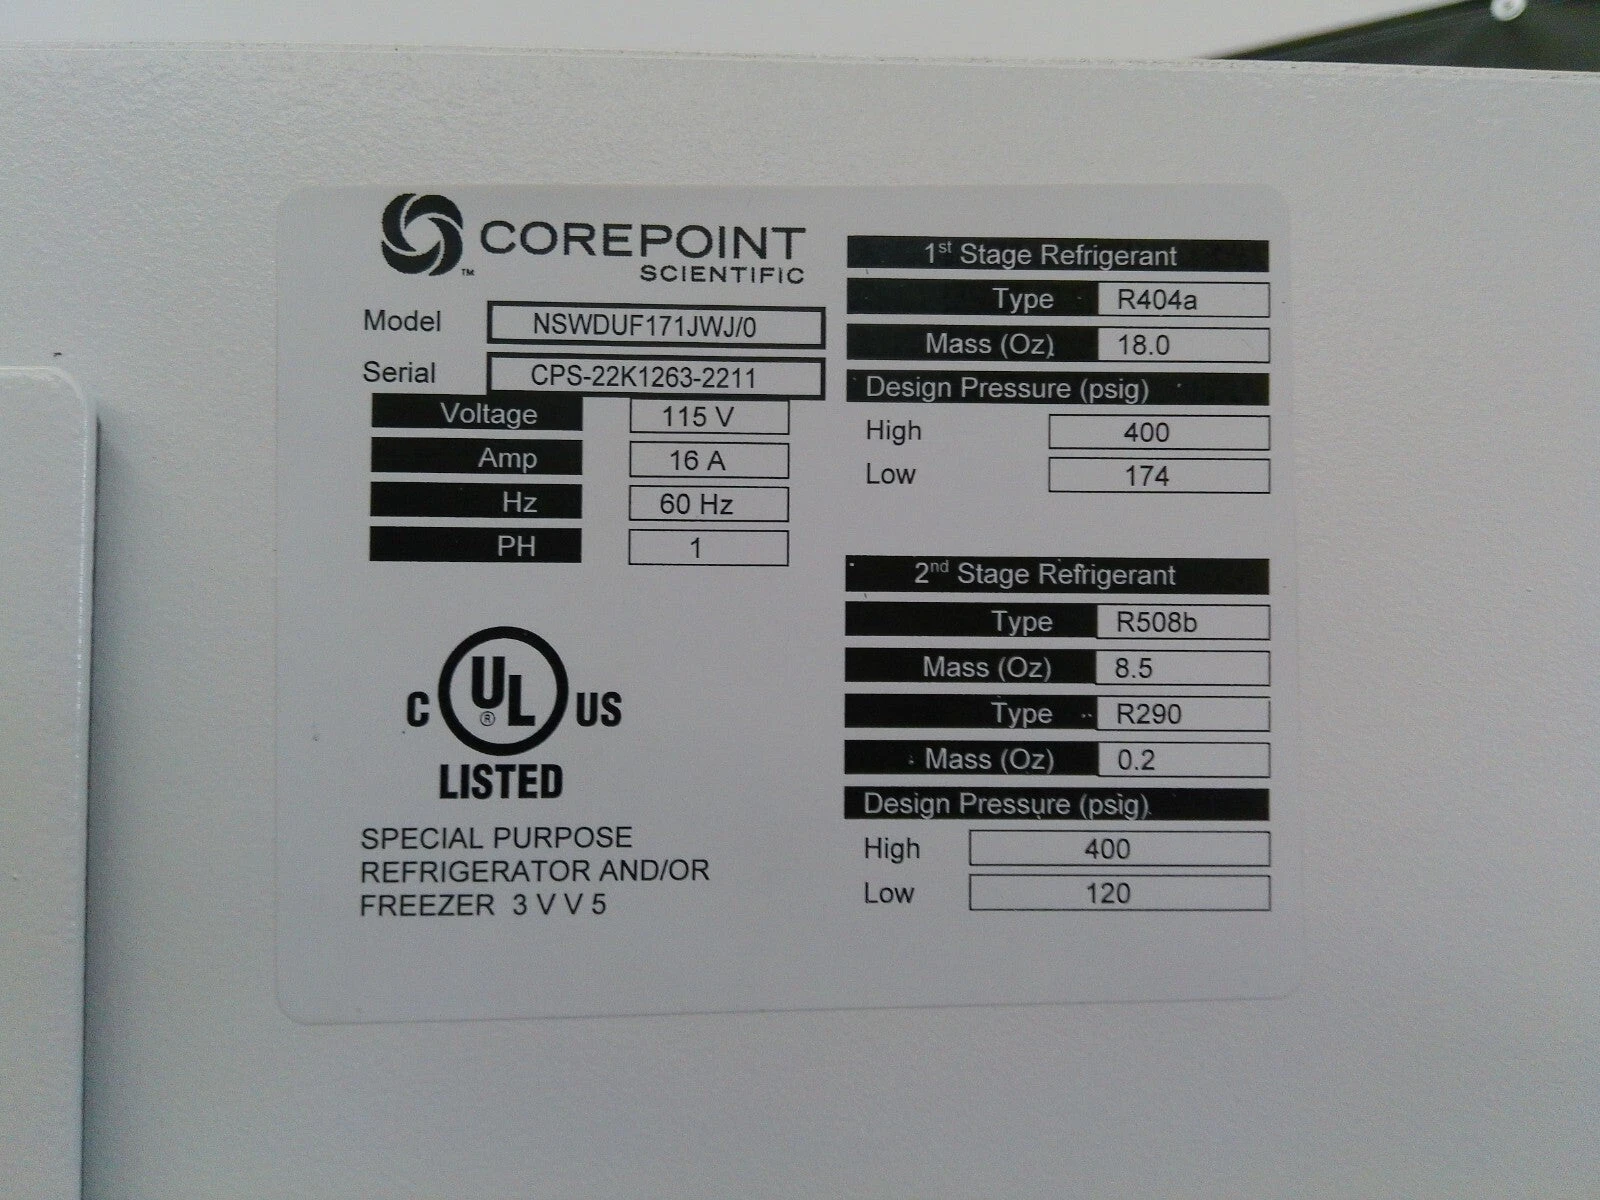 COREPOINT
SCIENTIFIC
™
Model NSWDUF171JWJ/0
Serial CPS-22K1263-2211
Voltage 115 V
Amp 16 A
Hz 60 Hz
PH 1
C UL ® US
LISTED
SPECIAL PURPOSE
REFRIGERATOR AND/OR
FREEZER 3 V V 5
1st Stage Refrigerant
Type R404a
Mass (Oz) 18.0
Design Pressure (psig)
High 400
Low 174
2nd Stage Refrigerant
Type R508b
Mass (Oz) 8.5
Type R290
Mass (Oz) 0.2
Design Pressure (psig)
High 400
Low 120